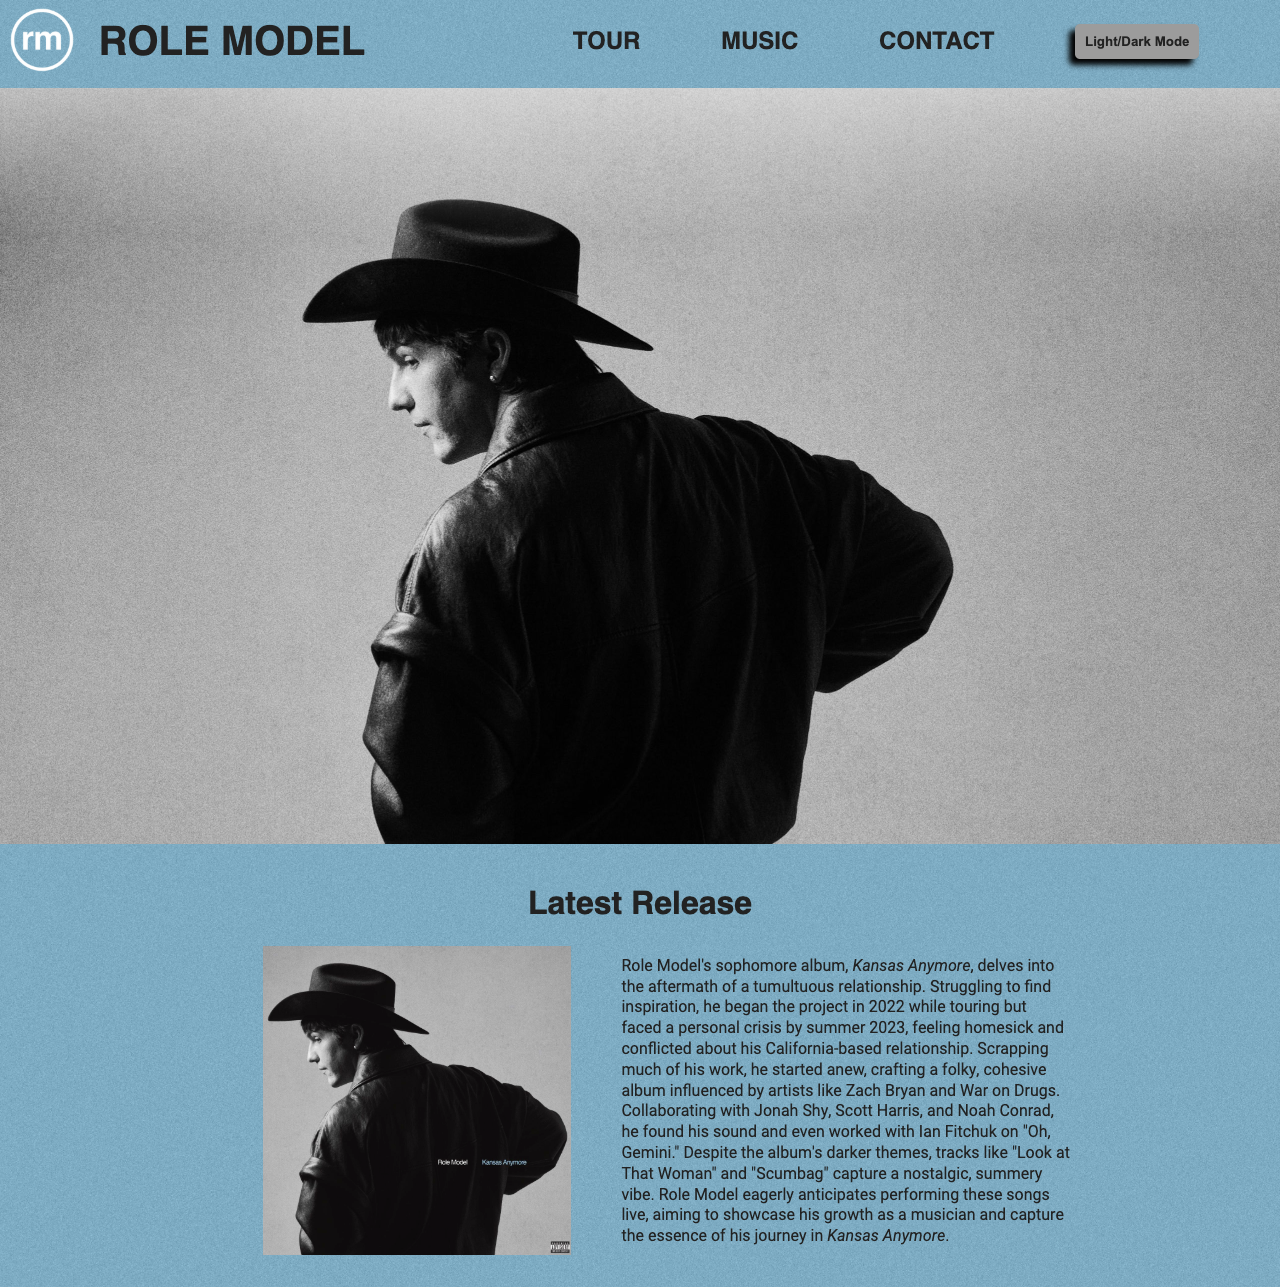 rm
ROLE MODEL
TOUR
MUSIC
CONTACT
Light/Dark Mode
Latest Release
Role Model's sophomore album, Kansas Anymore, delves into
the aftermath of a tumultuous relationship. Struggling to find
inspiration, he began the project in 2022 while touring but
faced a personal crisis by summer 2023, feeling homesick and
conflicted about his California-based relationship. Scrapping
much of his work, he started anew, crafting a folky, cohesive
album influenced by artists like Zach Bryan and War on Drugs.
Collaborating with Jonah Shy, Scott Harris, and Noah Conrad,
he found his sound and even worked with Ian Fitchuk on "Oh,
Gemini." Despite the album's darker themes, tracks like "Look at
That Woman" and "Scumbag" capture a nostalgic, summery
vibe. Role Model eagerly anticipates performing these songs
live, aiming to showcase his growth as a musician and capture
the essence of his journey in Kansas Anymore.
Role Model Kansas Anymore